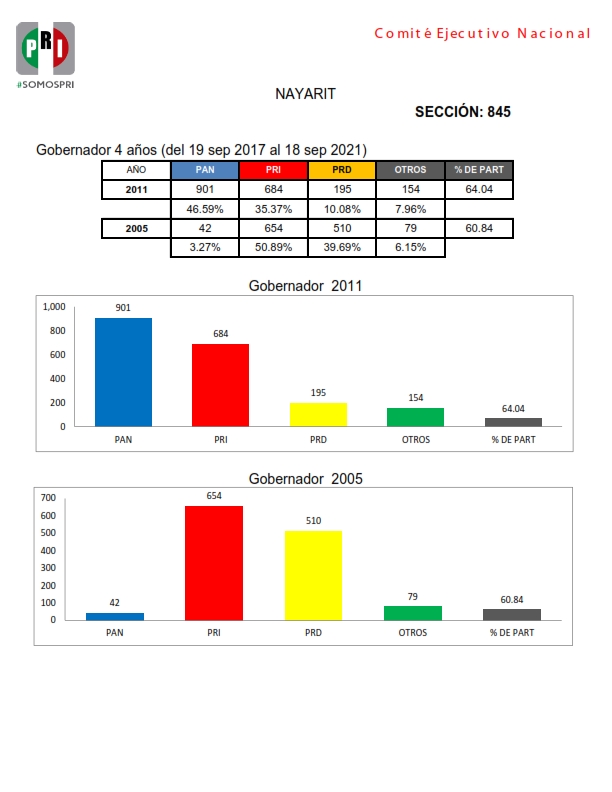 Comité Ejecutivo Nacional
PRI
#SOMOSPRI
NAYARIT
SECCIÓN: 845
Gobernador 4 años (del 19 sep 2017 al 18 sep 2021)
AÑO PAN PRI PRD OTROS % DE PART
2011 901 684 195 154 64.04
46.59% 35.37% 10.08% 7.96%
2005 42 654 510 79 60.84
3.27% 50.89% 39.69% 6.15%
Gobernador 2011
1,000
800
600
400
200
0
901
684
195
154
64.04
PAN PRI PRD OTROS % DE PART
Gobernador 2005
700
600
500
400
300
200
100
0
42
654
510
79
60.84
PAN PRI PRD OTROS % DE PART